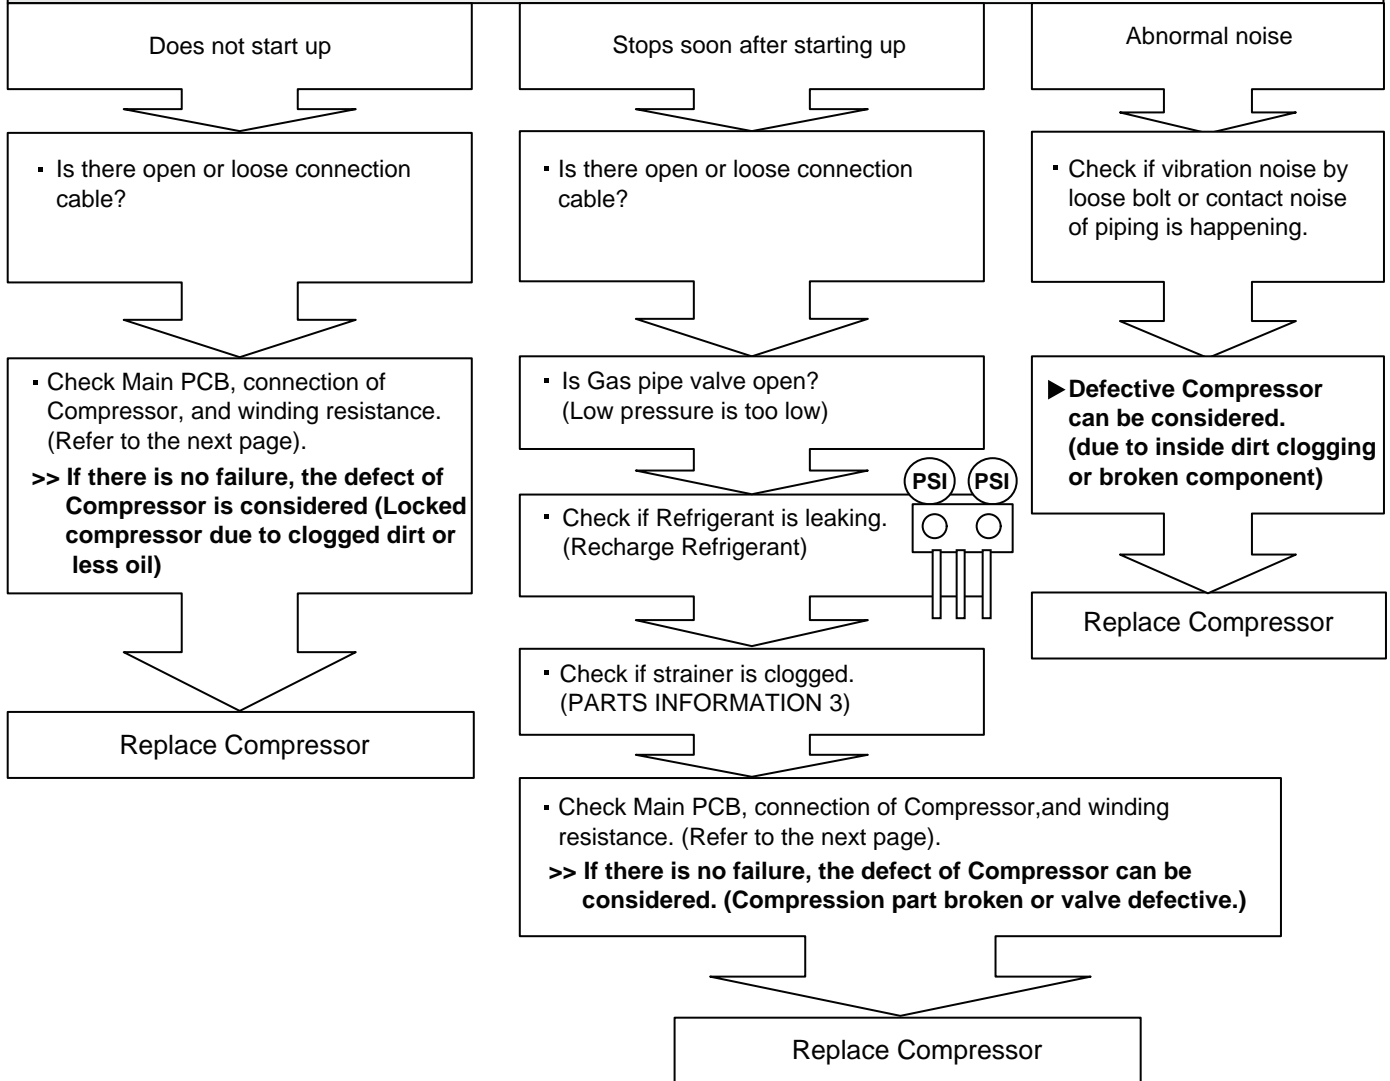 Does not start up
▪ Is there open or loose connection
cable?
▪ Check Main PCB, connection of
Compressor, and winding resistance.
(Refer to the next page).
>> If there is no failure, the defect of
Compressor is considered (Locked
compressor due to clogged dirt or
less oil)
Replace Compressor
Stops soon after starting up
▪ Is there open or loose connection
cable?
▪ Is Gas pipe valve open?
(Low pressure is too low)
▪ Check if Refrigerant is leaking.
(Recharge Refrigerant)
PSI PSI
▪ Check if strainer is clogged.
(PARTS INFORMATION 3)
▪ Check Main PCB, connection of Compressor,and winding
resistance. (Refer to the next page).
>> If there is no failure, the defect of Compressor can be
considered. (Compression part broken or valve defective.)
Replace Compressor
Abnormal noise
▪ Check if vibration noise by
loose bolt or contact noise
of piping is happening.
▶Defective Compressor
can be considered.
(due to inside dirt clogging
or broken component)
Replace Compressor